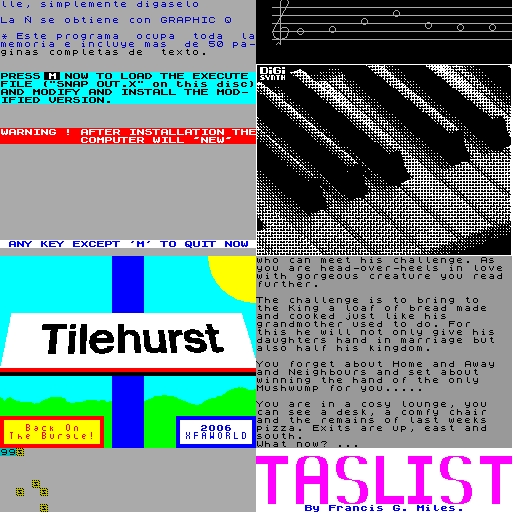 lle, simplemente digaselo
La Ñ se obtiene con GRAPHIC Q
* Este programa ocupa toda la
memoria e incluye mas de 50 pá-
ginas completas de texto.
PRESS M NOW TO LOAD THE EXECUTE
FILE ("SNAP OUT.X" on this disc)
AND MODIFY AND INSTALL THE MOD-
IFIED VERSION.
WARNING ! AFTER INSTALLATION THE
COMPUTER WILL "NEW"
ANY KEY EXCEPT 'M' TO QUIT NOW
DiGi
SYNTH
Tilehurst
Back On
The Burgle!
2006
XFAWORLD
who can meet his challenge. As
you are head-over-heels in love
with gorgeous creature you read
further.
The challenge is to bring to
the King a loaf of bread made
and cooked just like his
grandmother used to do. For
this he will not only give his
daughters hand in marriage but
also half his kingdom.
You forget about Home and Away
and Neighbours and set about
winning the hand of the only
Mushwump for you.....
You are in a cosy lounge, you
can see a desk, a comfy chair
and the remains of last weeks
pizza. Exits are up, east and
south.
What now? ...
99
TASLIST
By Francis G. Miles.